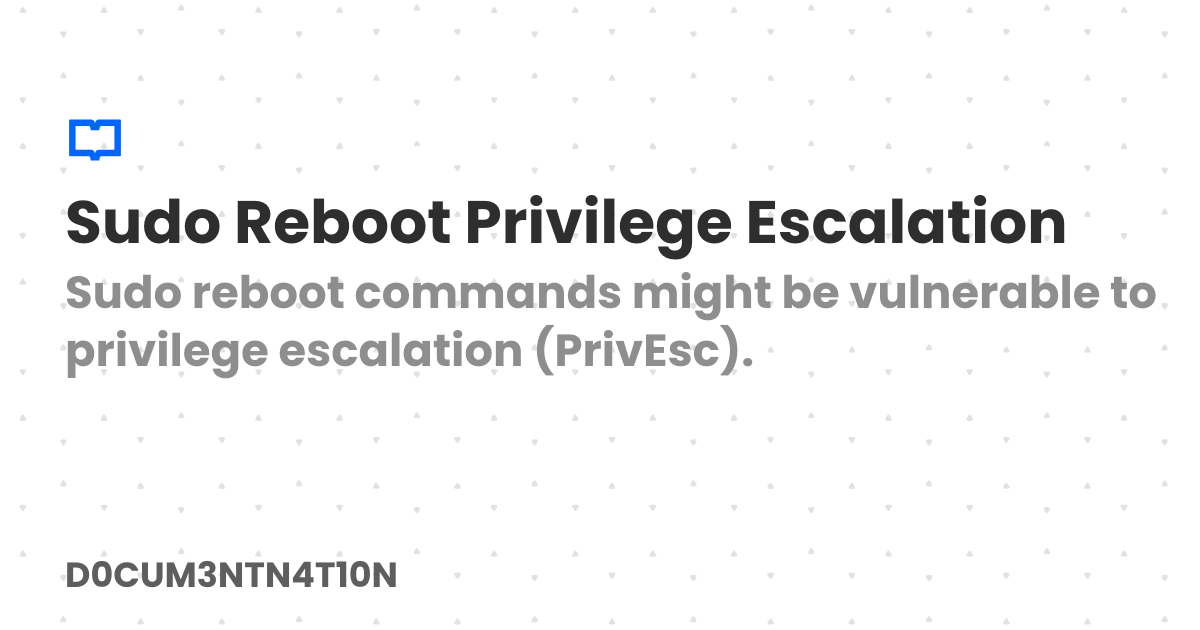 Sudo Reboot Privilege Escalation
Sudo reboot commands might be vulnerable to
privilege escalation (PrivEsc).
D0CUM3NTN4T10N